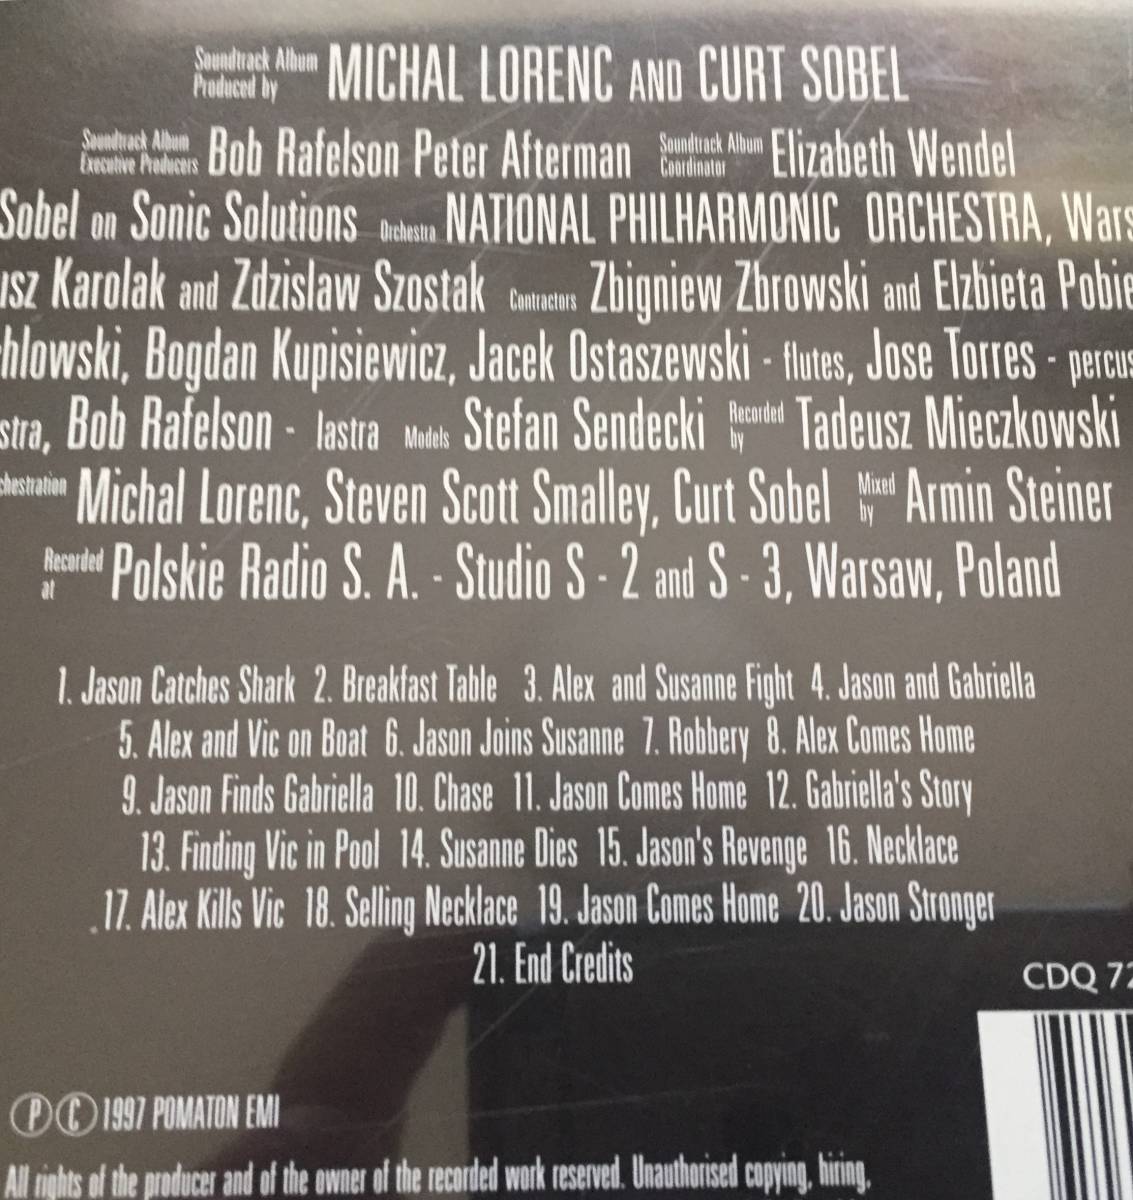 Soundtrack Album Produced by MICHAL LORENC AND CURT SOBEL
Soundtrack Album Executive Producers Bob Rafelson Peter Afterman Soundtrack Album Coordinator Elizabeth Wendel
Sobel on Sonic Solutions Orchestra NATIONAL PHILHARMONIC ORCHESTRA, Wars
usz Karolak and Zdzislaw Szostak Contractors Zbigniew Zbrowski and Elzbieta Pobie
hlowski, Bogdan Kupisiewicz, Jacek Ostaszewski - flutes, Jose Torres - percus
stra, Bob Rafelson - lastra Models Stefan Sendecki Recorded by Tadeusz Mieczkowski
chestration Michal Lorenc, Steven Scott Smalley, Curt Sobel Mixed by Armin Steiner
Recorded at Polskie Radio S. A. - Studio S - 2 and S - 3, Warsaw, Poland
1. Jason Catches Shark 2. Breakfast Table 3. Alex and Susanne Fight 4. Jason and Gabriella
5. Alex and Vic on Boat 6. Jason Joins Susanne 7. Robbery 8. Alex Comes Home
9. Jason Finds Gabriella 10. Chase 11. Jason Comes Home 12. Gabriella's Story
13. Finding Vic in Pool 14. Susanne Dies 15. Jason's Revenge 16. Necklace
17. Alex Kills Vic 18. Selling Necklace 19. Jason Comes Home 20. Jason Stronger
21. End Credits
CDQ 72
Ⓟ Ⓒ 1997 POMATON EMI
All rights of the producer and of the owner of the recorded work reserved. Unauthorised copying, hiring,